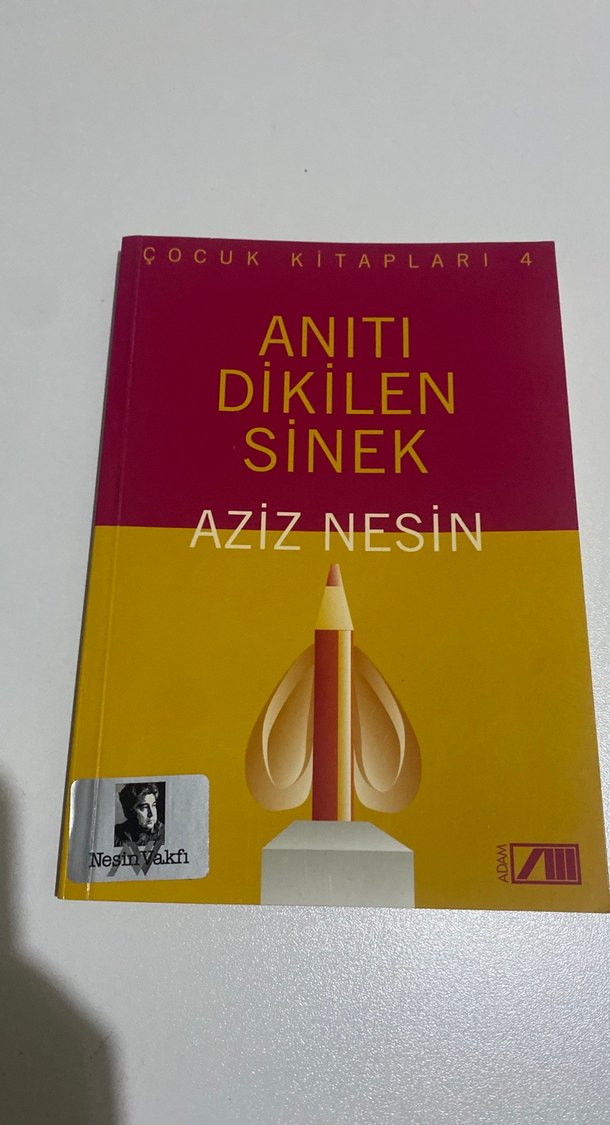 ÇOCUK KİTAPLARI 4
ANITI
DİKİLEN
SİNEK
AZİZ NESİN
Nesin Vakfı
ADAM